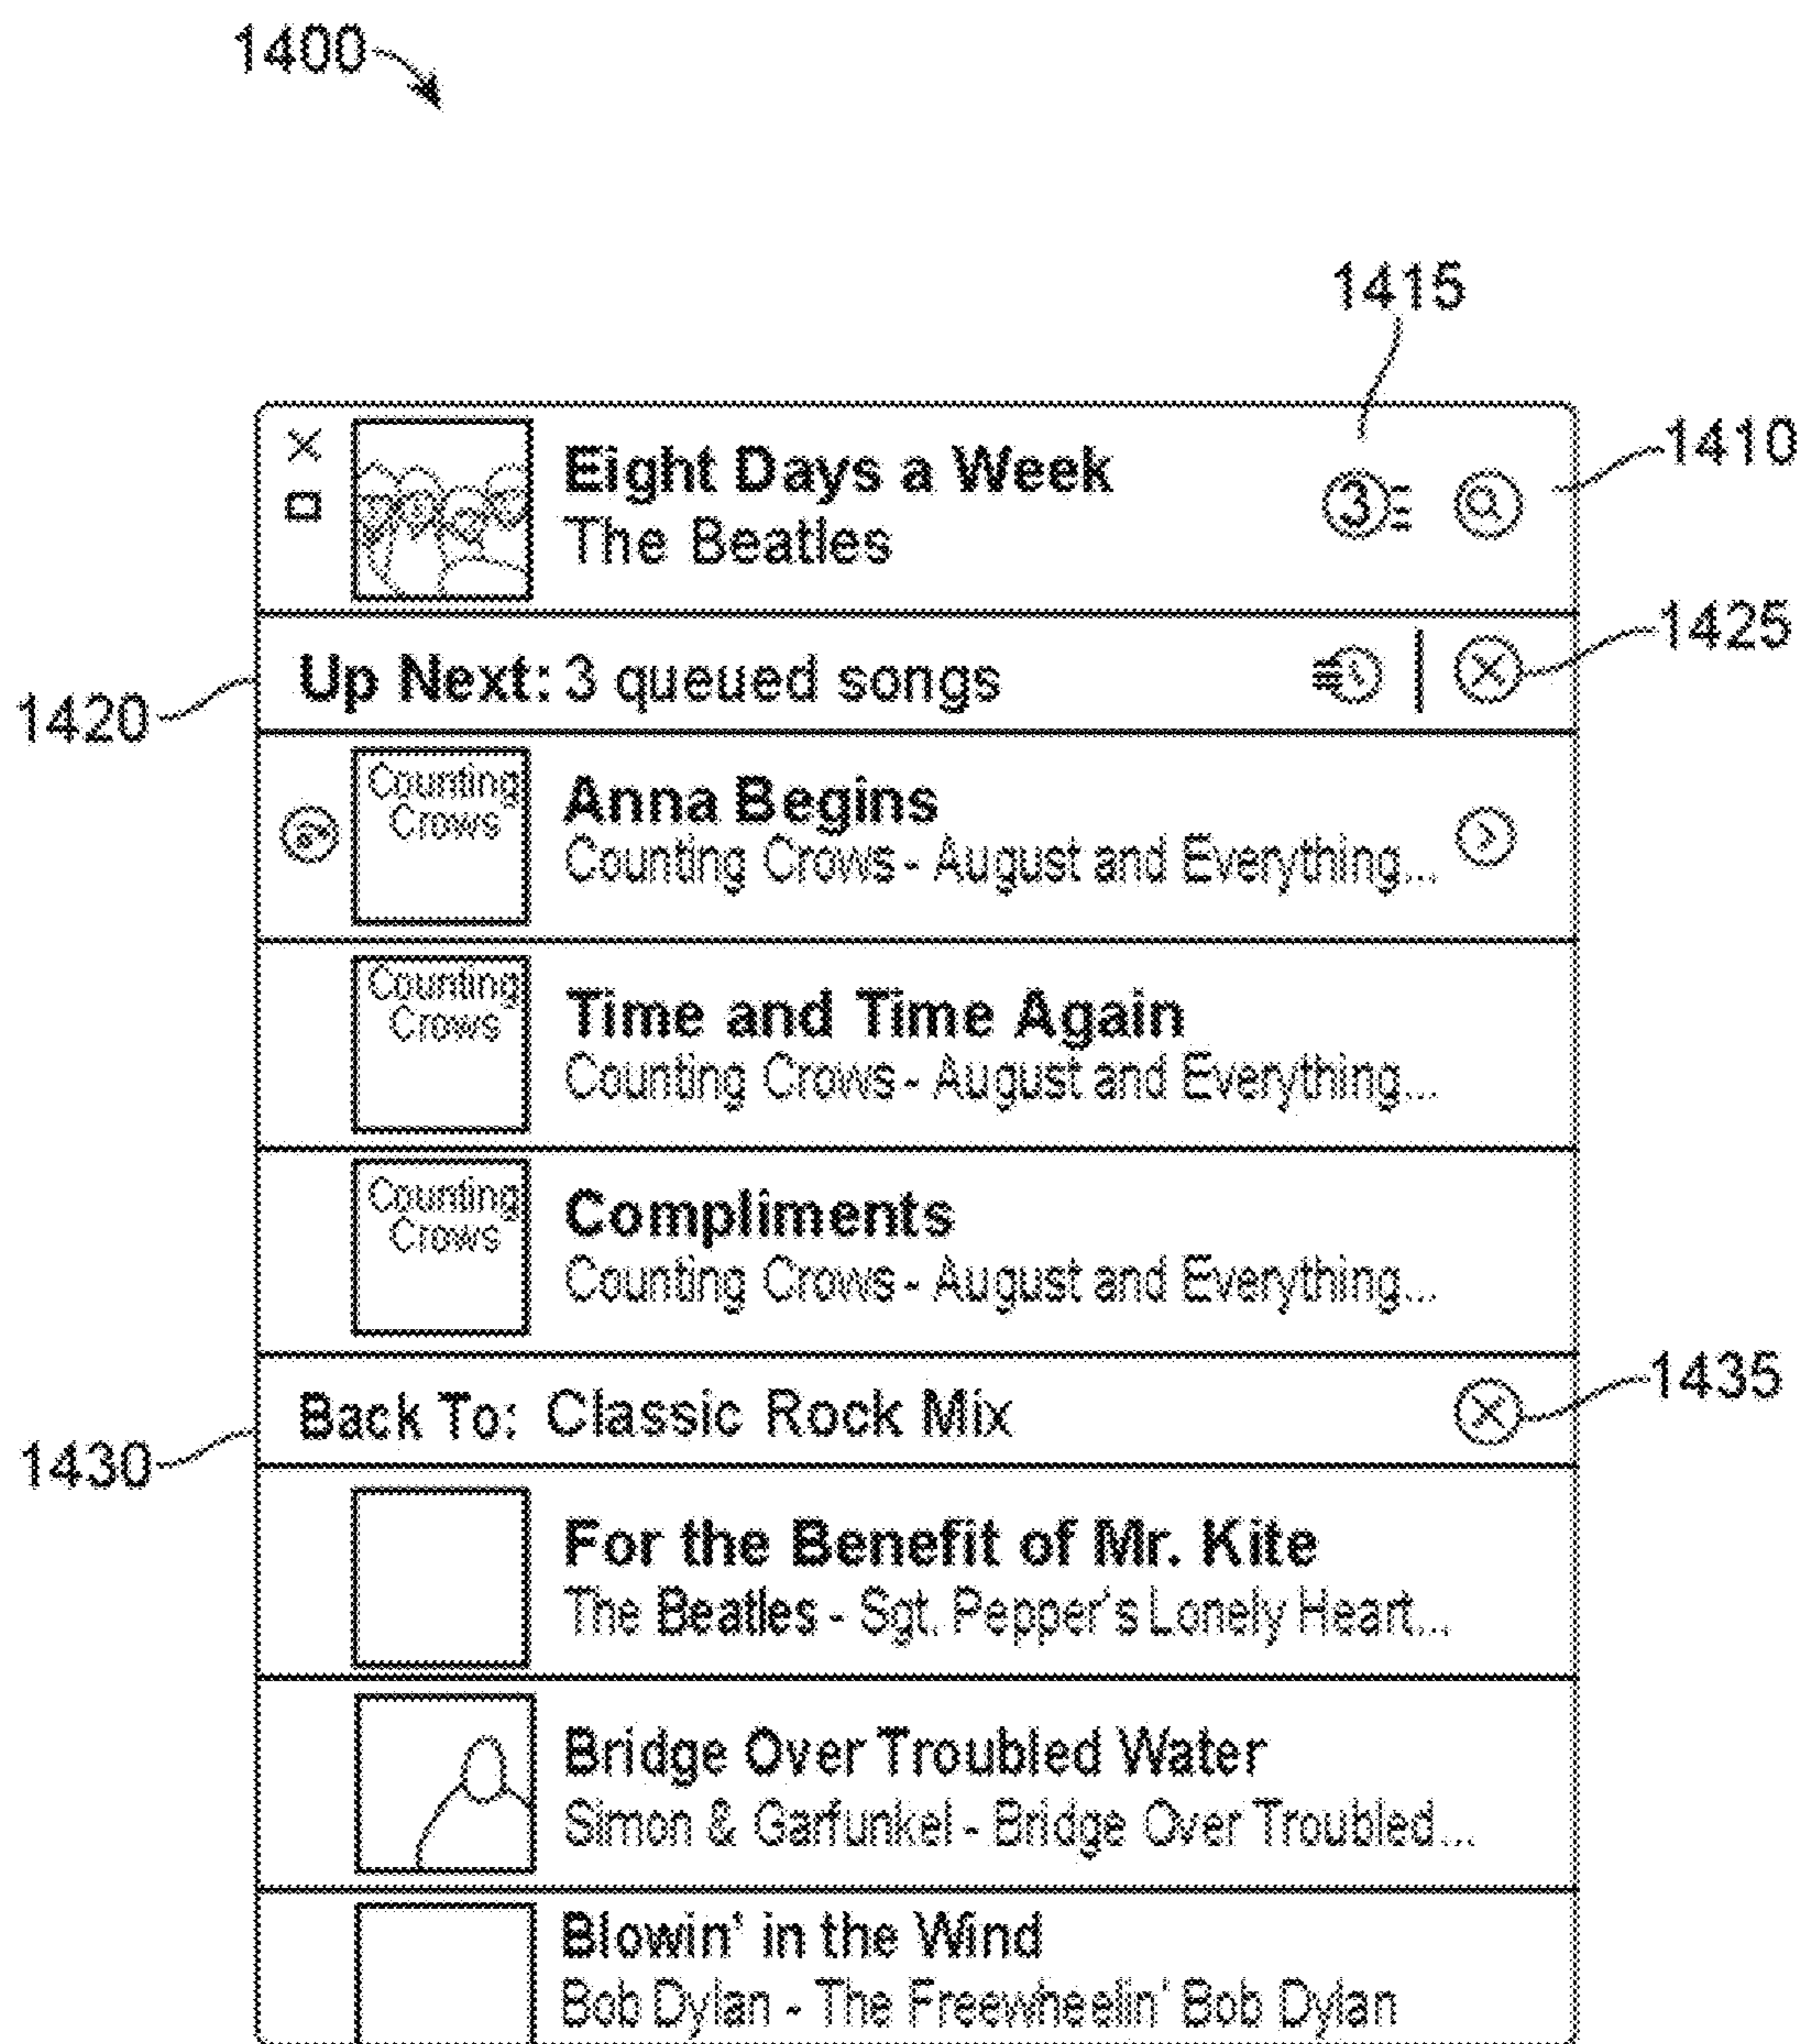 1400
1415
1410
Eight Days a Week
The Beatles
3
1425
Up Next: 3 queued songs
1420
Counting
Crows
Anna Begins
Counting Crows - August and Everything...
Counting
Crows
Time and Time Again
Counting Crows - August and Everything...
Counting
Crows
Compliments
Counting Crows - August and Everything...
1435
Back To: Classic Rock Mix
1430
For the Benefit of Mr. Kite
The Beatles - Sgt. Pepper's Lonely Heart...
Bridge Over Troubled Water
Simon & Garfunkel - Bridge Over Troubled...
Blowin' in the Wind
Bob Dylan - The Freewheelin' Bob Dylan